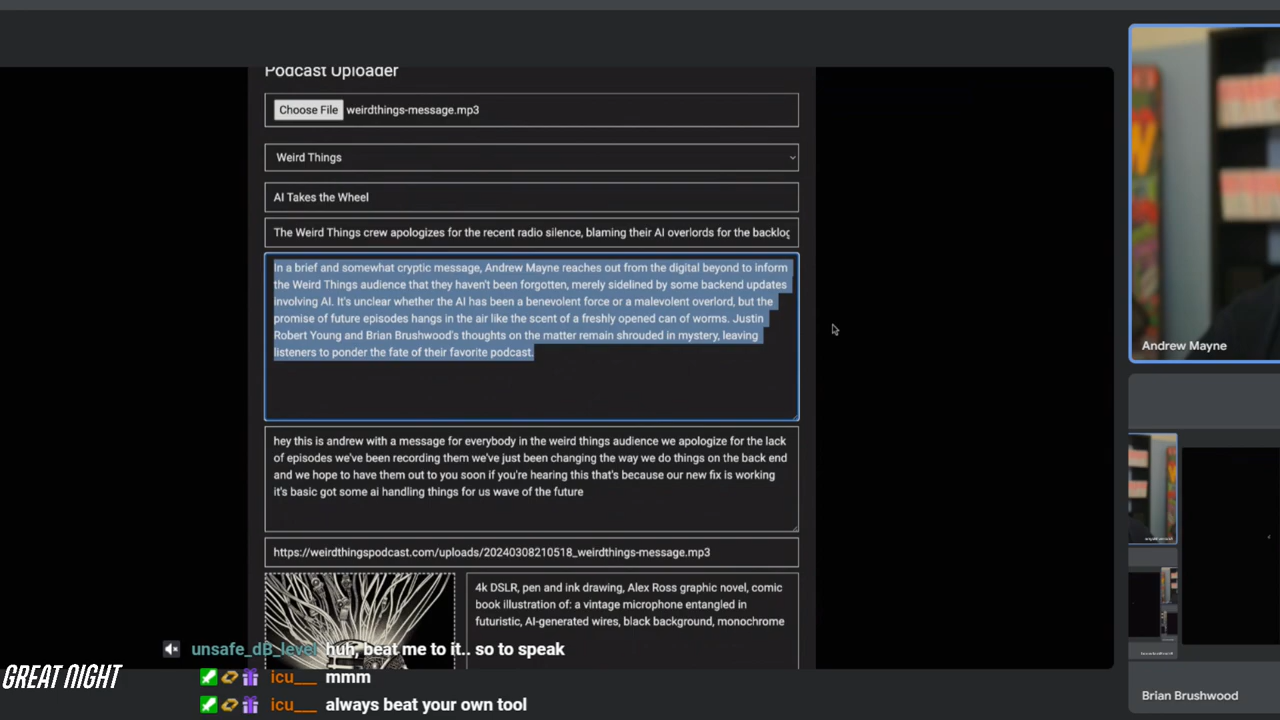 Podcast Uploader
Choose File weirdthings-message.mp3
Weird Things
AI Takes the Wheel
The Weird Things crew apologizes for the recent radio silence, blaming their AI overlords for the backlog
In a brief and somewhat cryptic message, Andrew Mayne reaches out from the digital beyond to inform
the Weird Things audience that they haven't been forgotten, merely sidelined by some backend updates
involving AI. It's unclear whether the AI has been a benevolent force or a malevolent overlord, but the
promise of future episodes hangs in the air like the scent of a freshly opened can of worms. Justin
Robert Young and Brian Brushwood's thoughts on the matter remain shrouded in mystery, leaving
listeners to ponder the fate of their favorite podcast.
hey this is andrew with a message for everybody in the weird things audience we apologize for the lack
of episodes we've been recording them we've just been changing the way we do things on the back end
and we hope to have them out to you soon if you're hearing this that's because our new fix is working
it's basic got some ai handling things for us wave of the future
https://weirdthingspodcast.com/uploads/20240308210518_weirdthings-message.mp3
4k DSLR, pen and ink drawing, Alex Ross graphic novel, comic
book illustration of: a vintage microphone entangled in
futuristic, AI-generated wires, black background, monochrome
unsafe_dB_level huh, beat me to it.. so to speak
icu___ mmm
icu___ always beat your own tool
GREAT NIGHT
Andrew Mayne
Brian Brushwood